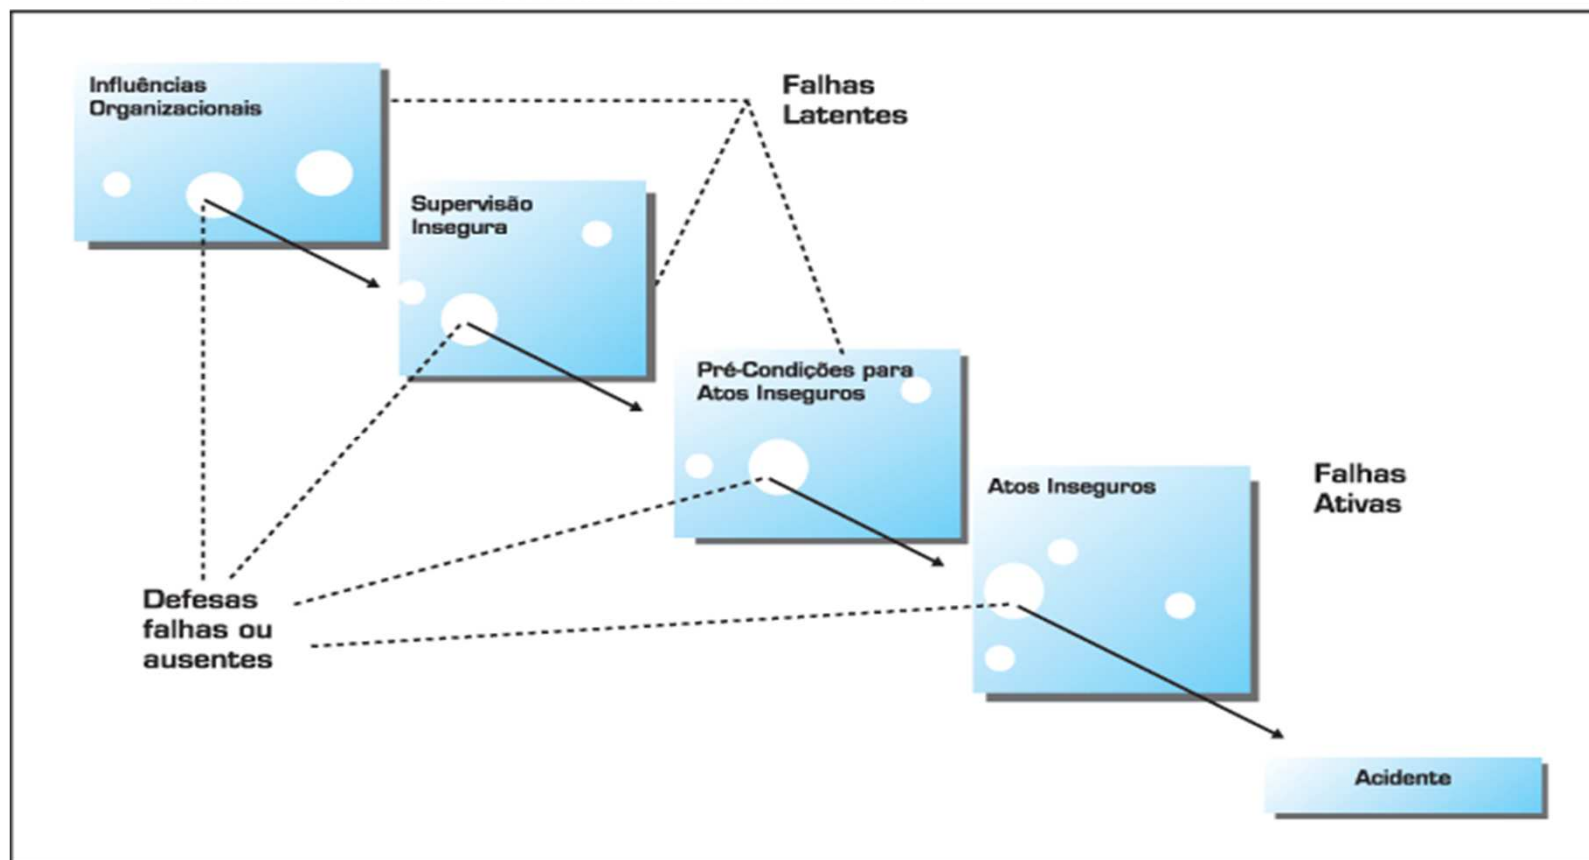 Influências
Organizacionais
Falhas
Latentes
Supervisão
Insegura
Pré-Condições para
Atos Inseguros
Atos Inseguros
Falhas
Ativas
Defesas
falhas ou
ausentes
Acidente